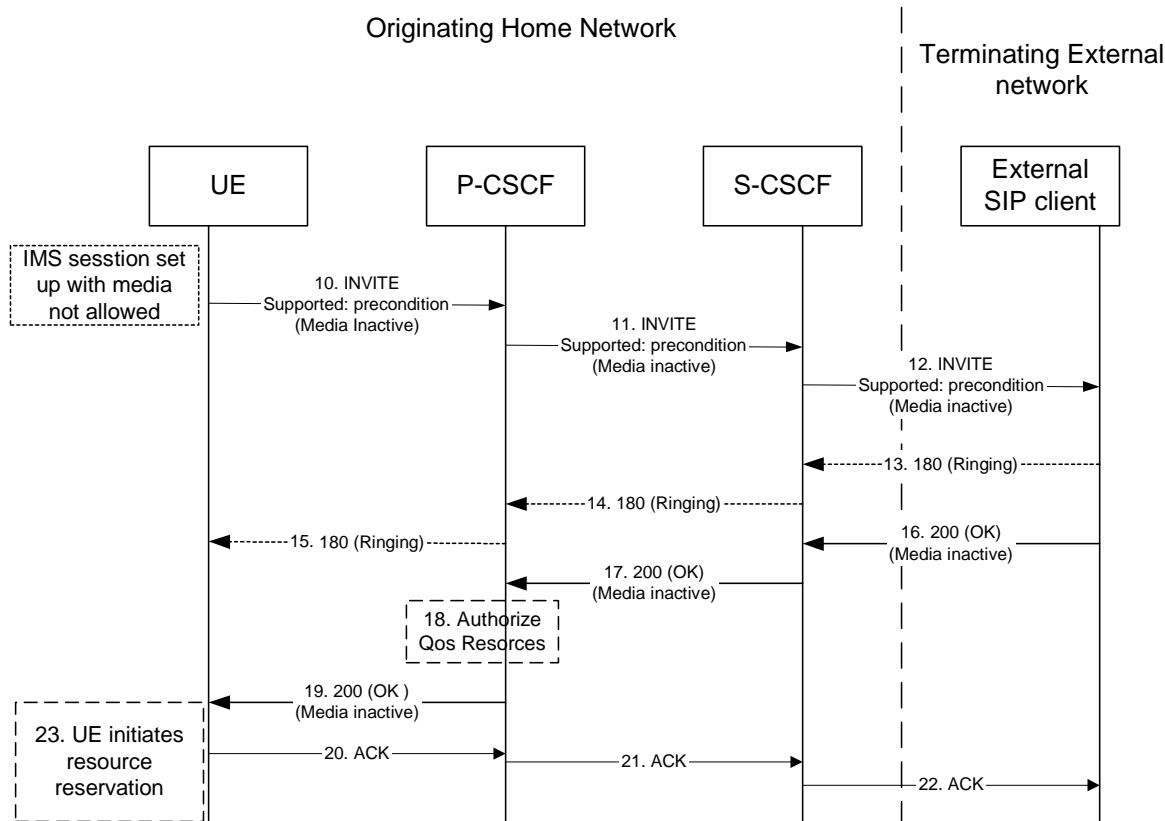 Originating Home Network
Terminating External
network
UE
P-CSCF
S-CSCF
External
SIP client
IMS sesstion set
up with media
not allowed
10. INVITE
Supported: precondition
(Media Inactive)
11. INVITE
Supported: precondition
(Media inactive)
12. INVITE
Supported: precondition
(Media inactive)
13. 180 (Ringing)
14. 180 (Ringing)
15. 180 (Ringing)
16. 200 (OK)
(Media inactive)
17. 200 (OK)
(Media inactive)
18. Authorize
Qos Resorces
19. 200 (OK )
(Media inactive)
23. UE initiates
resource
reservation
20. ACK
21. ACK
22. ACK